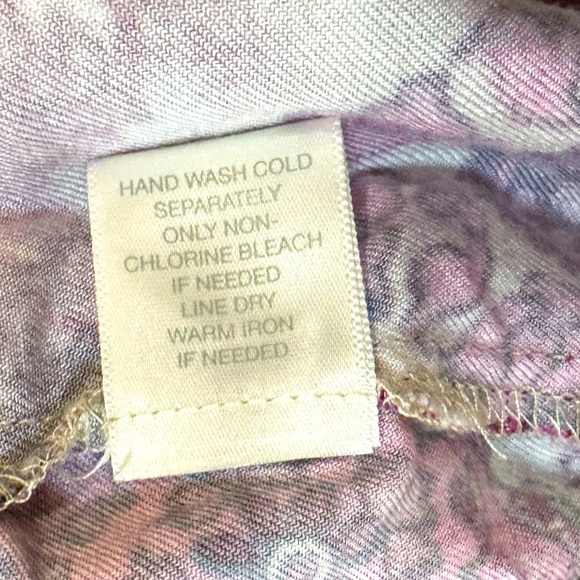 HAND WASH COLD
SEPARATELY
ONLY NON-
CHLORINE BLEACH
IF NEEDED
LINE DRY
WARM IRON
IF NEEDED